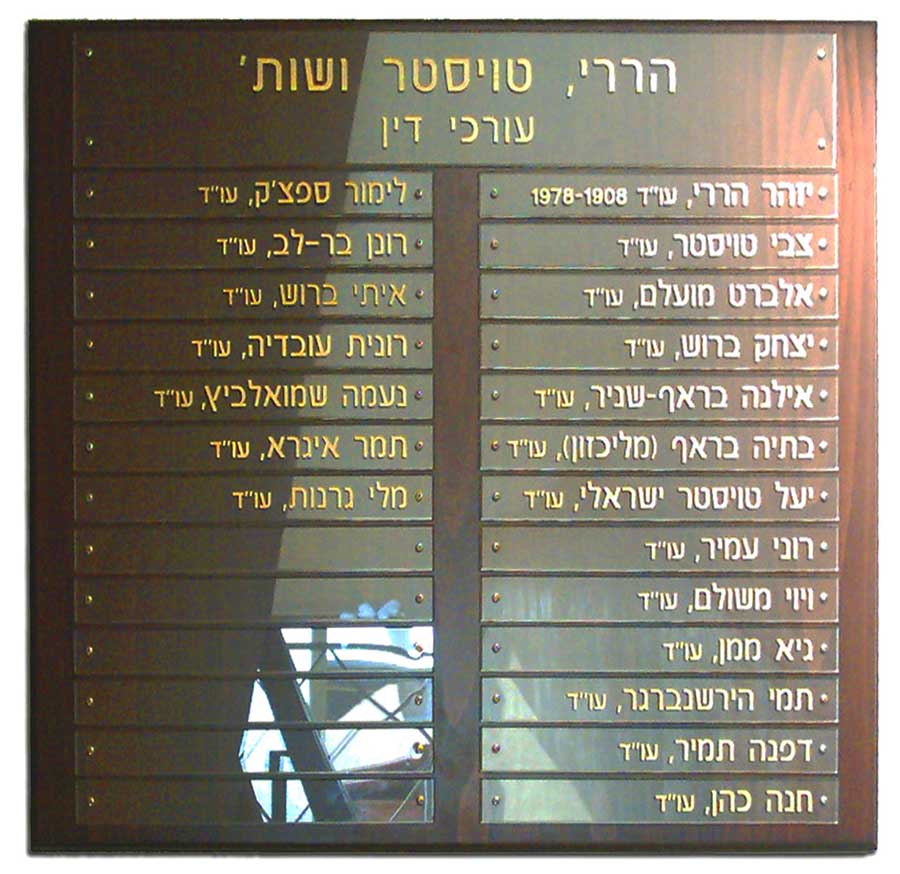 הררי, טויסטר ושות'
עורכי דין
יזהר הררי, עו"ד 1978-1908
צבי טויסטר, עו"ד
אלברט מועלם, עו"ד
יצחק ברוש, עו"ד
אילנה בראף-שניר, עו"ד
בתיה בראף (מליכזון), עו"ד
יעל טויסטר ישראלי, עו"ד
רוני עמיר, עו"ד
ויוי משולם, עו"ד
גיא ממן, עו"ד
תמי הירשנברגר, עו"ד
דפנה תמיר, עו"ד
חנה כהן, עו"ד
לימור ספצ'ק, עו"ד
רונן בר-לב, עו"ד
איתי ברוש, עו"ד
רונית עובדיה, עו"ד
נעמה שמואלביץ, עו"ד
תמר איגרא, עו"ד
מלי גרנות, עו"ד